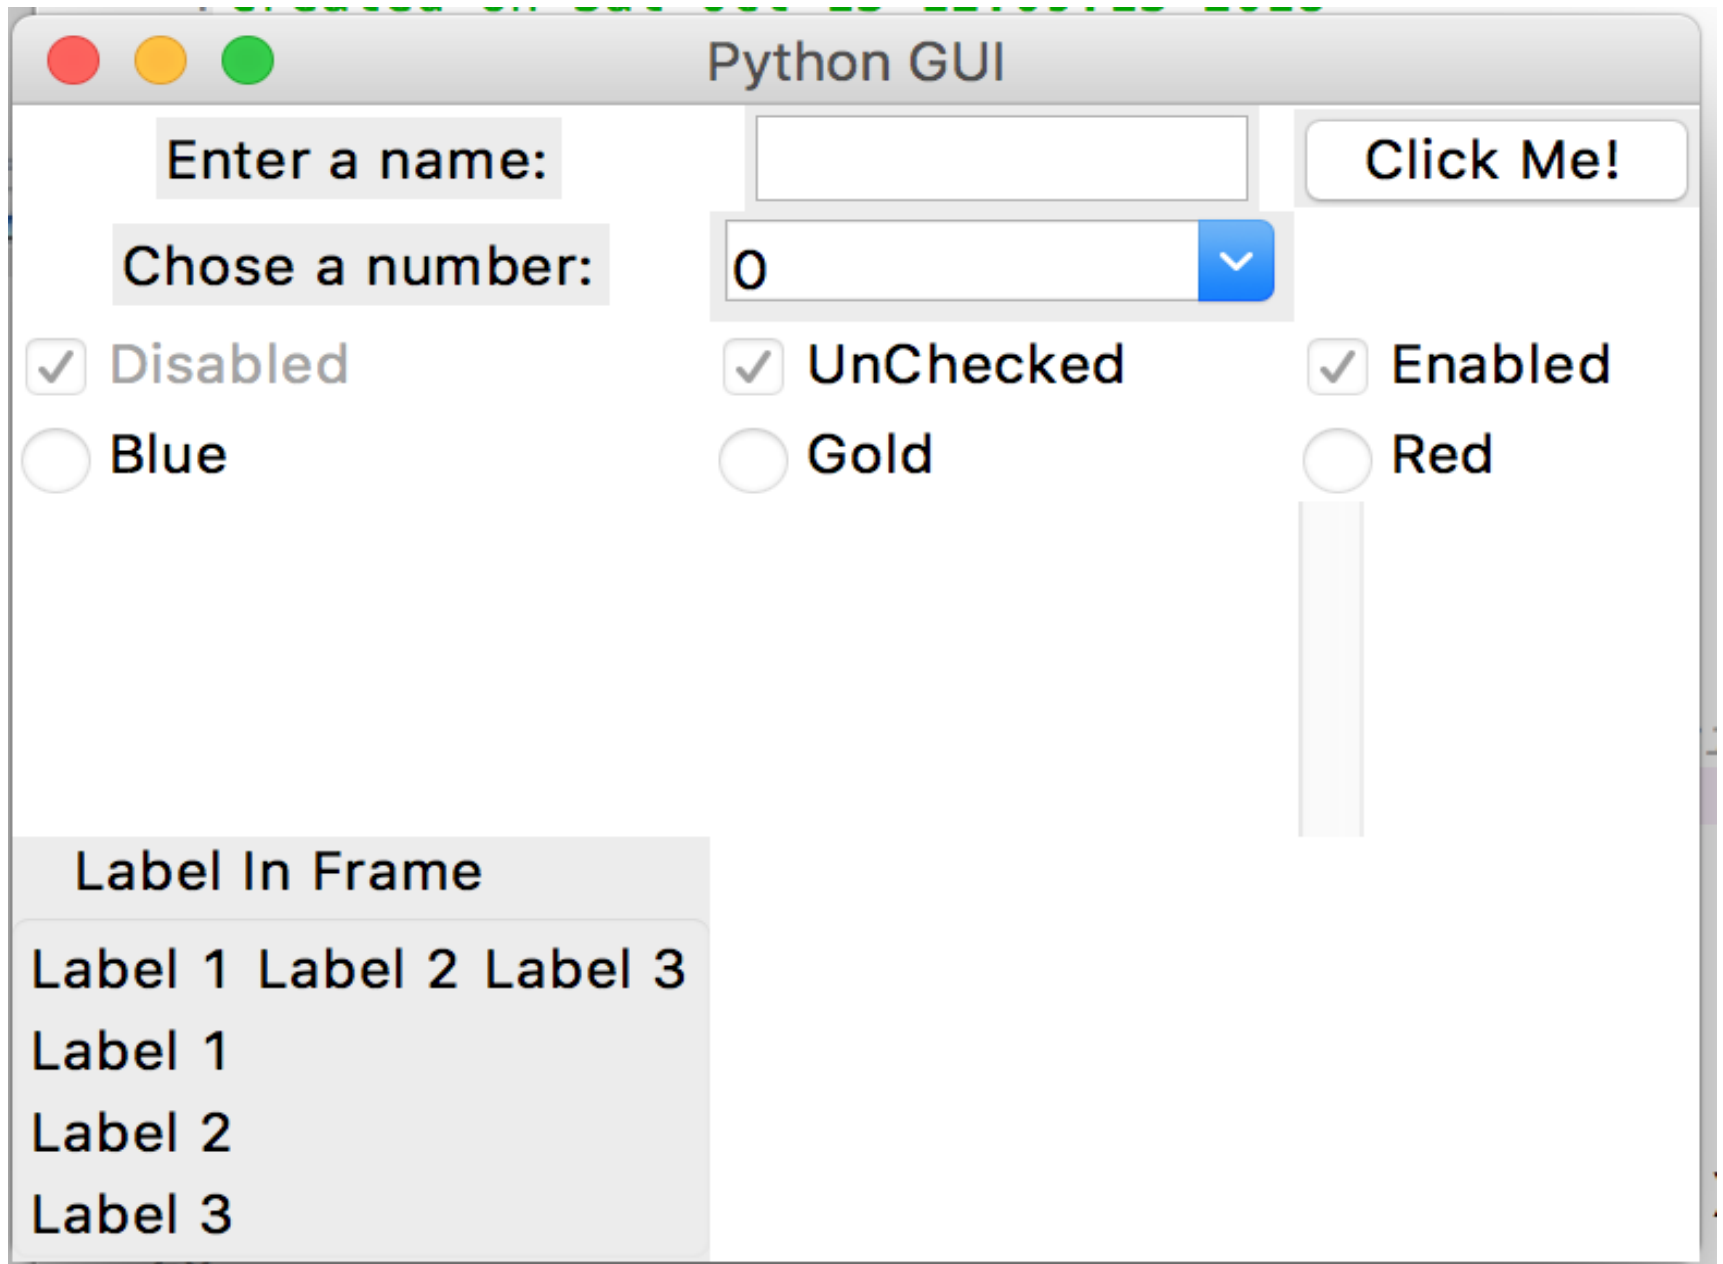 Python GUI
Enter a name:
Click Me!
Chose a number:
0
Disabled
UnChecked
Enabled
Blue
Gold
Red
Label In Frame
Label 1 Label 2 Label 3
Label 1
Label 2
Label 3